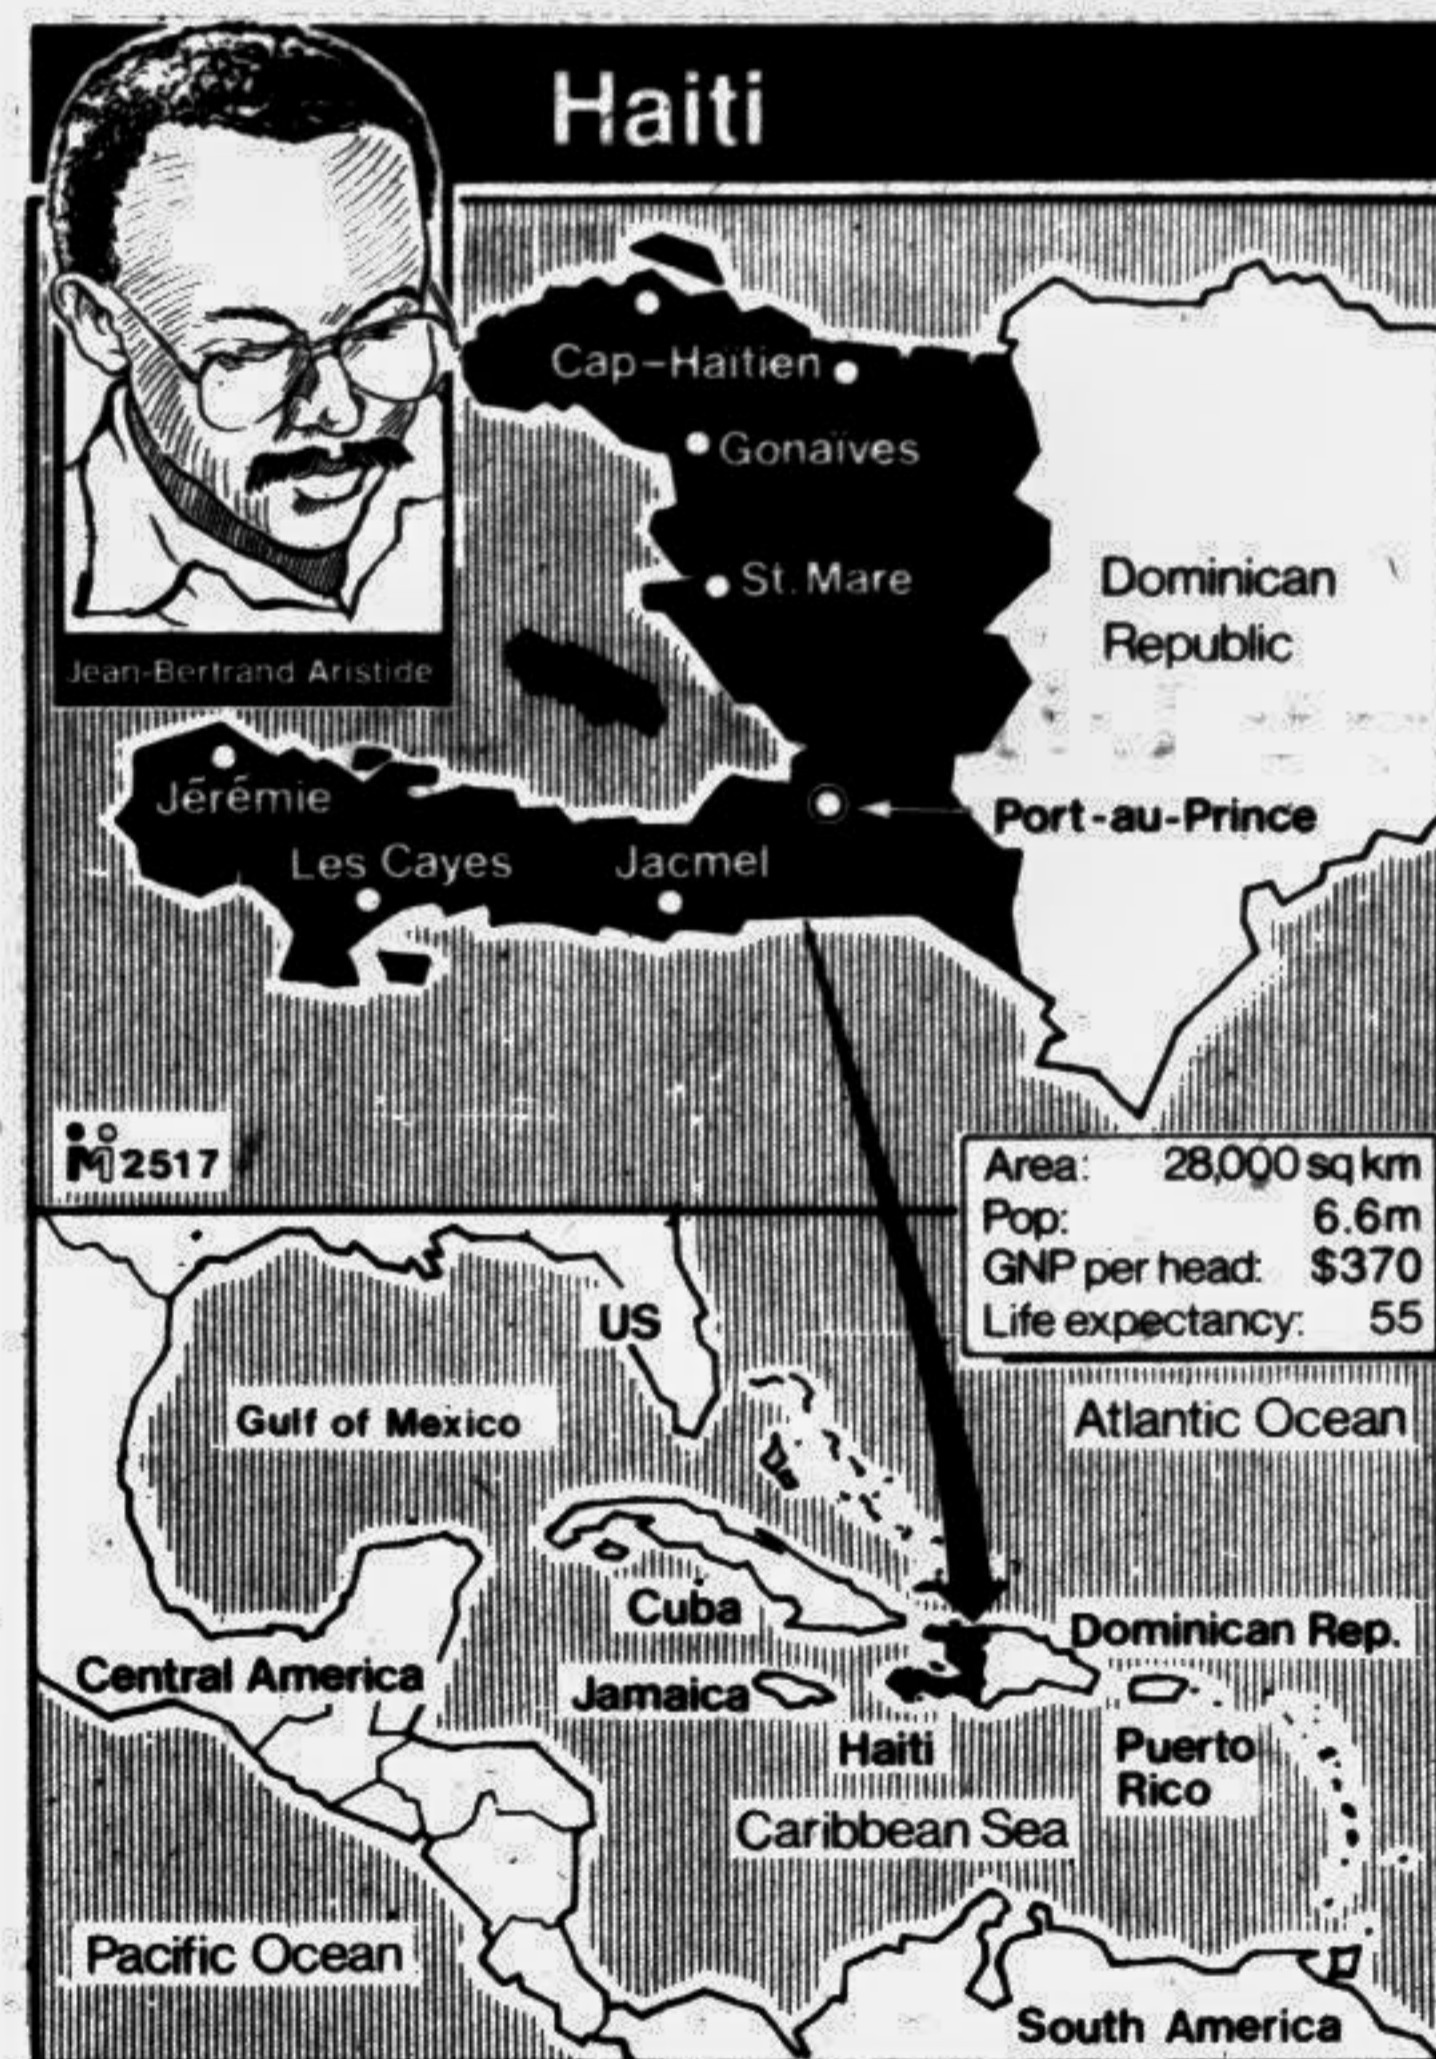 Haiti
Cap-Haïtien
Gonaïves
St. Mare
Dominican
Republic
Jean-Bertrand Aristide
Jérémie
Port-au-Prince
Les Cayes
Jacmel
2517
Area: 28,000 sq km
Pop: 6.6m
GNP per head: $370
Life expectancy: 55
US
Gulf of Mexico
Atlantic Ocean
Cuba
Dominican Rep.
Central America
Jamaica
Haiti
Puerto
Rico
Caribbean Sea
Pacific Ocean
South America